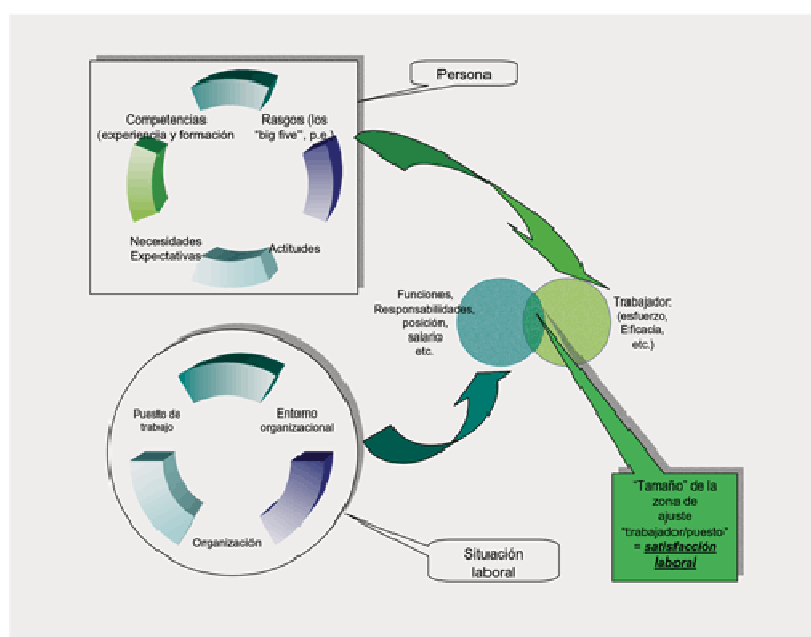 Persona
Competencias
(experiencia y formación
Rasgos (los
"big five", p.e.)
Necesidades
Expectativas
Actitudes
Funciones,
Responsabilidades,
posición,
salario
etc.
Trabajador:
(esfuerzo,
Eficacia,
etc.)
Puesto de
trabajo
Entorno
organizacional
Organización
Situación
laboral
"Tamaño" de la
zona de
ajuste
"trabajador/puesto"
= satisfacción
laboral